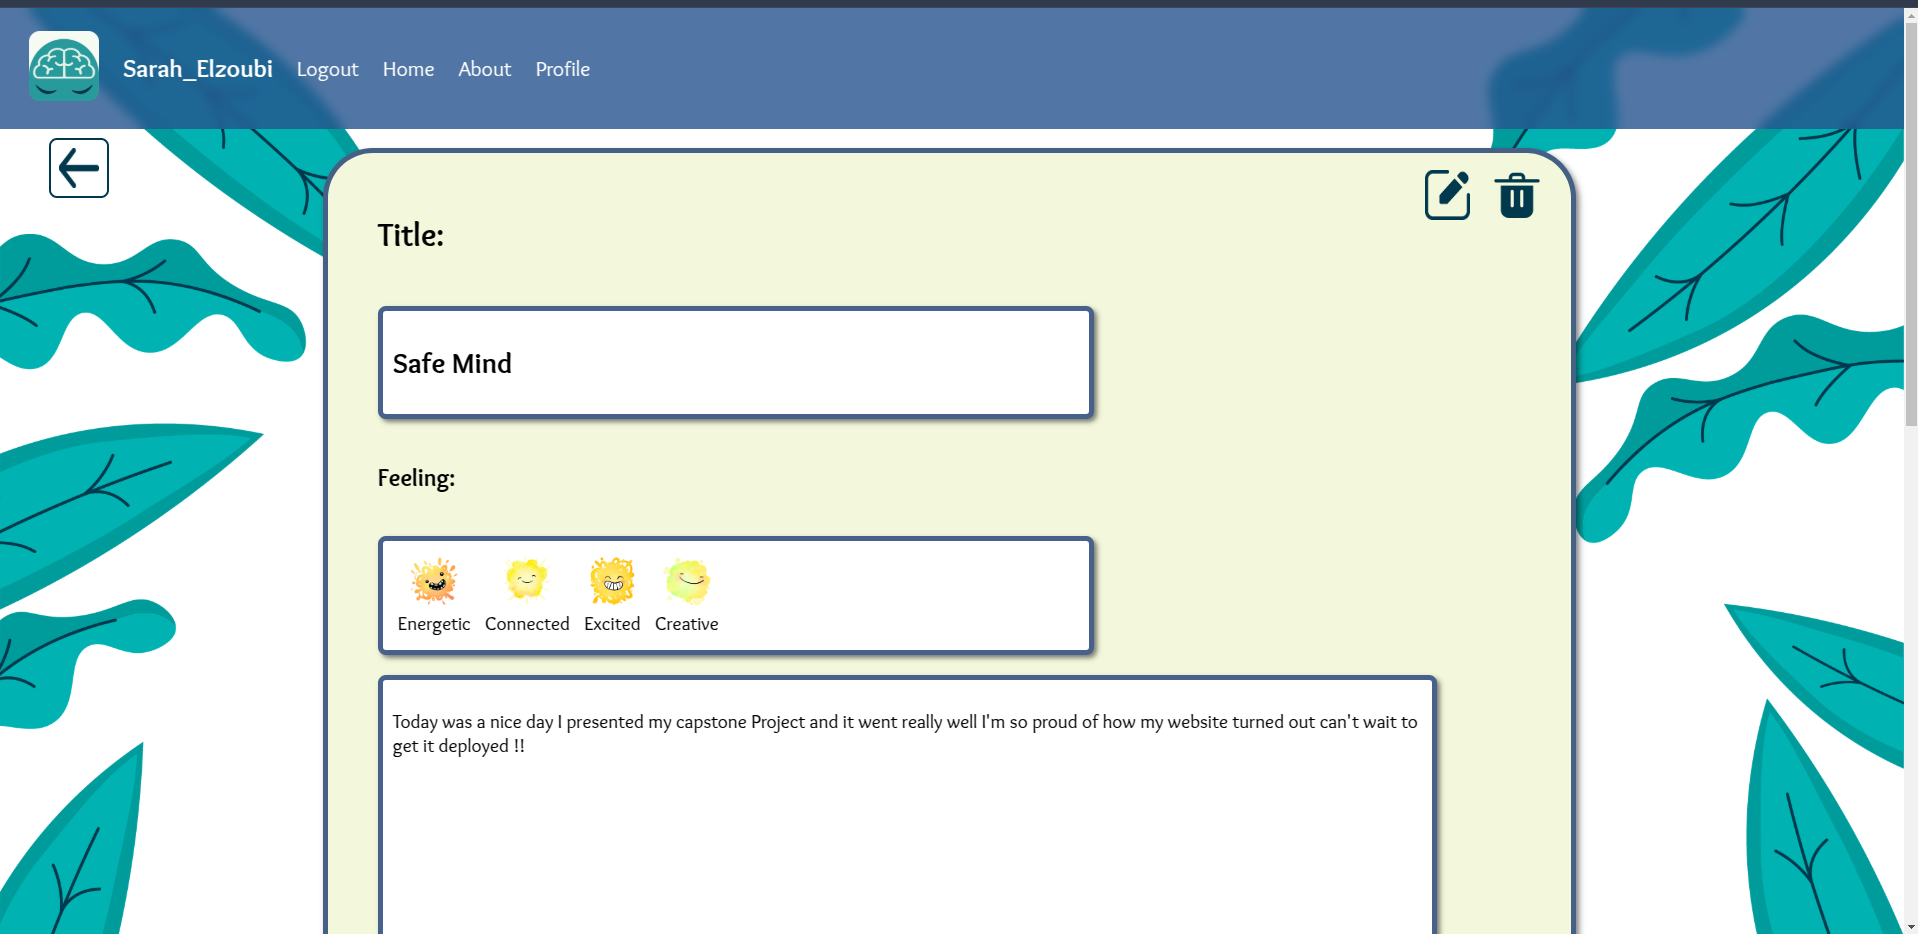 Sarah_Elzoubi Logout Home About Profile
Title:
Safe Mind
Feeling:
Energetic Connected Excited Creative
Today was a nice day I presented my capstone Project and it went really well I'm so proud of how my website turned out can't wait to
get it deployed !!